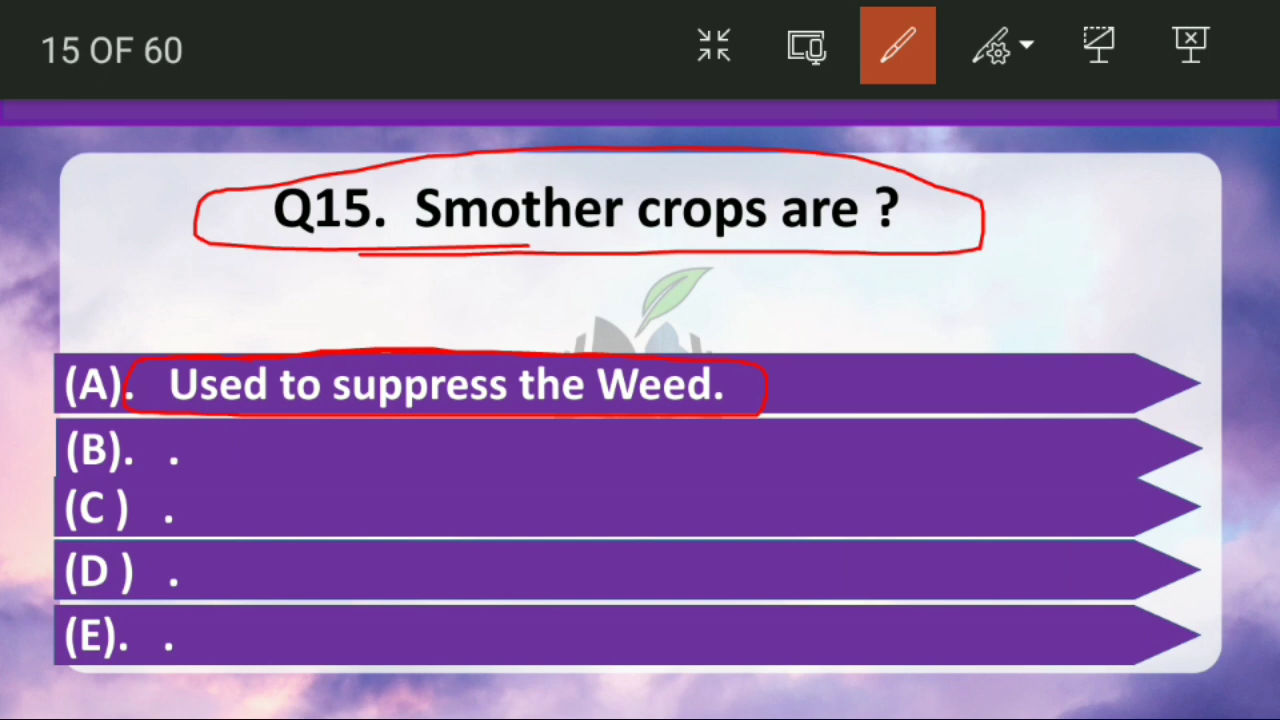 15 OF 60
Q15. Smother crops are ?
(A). Used to suppress the Weed.
(B). .
(C ) .
(D ) .
(E). .